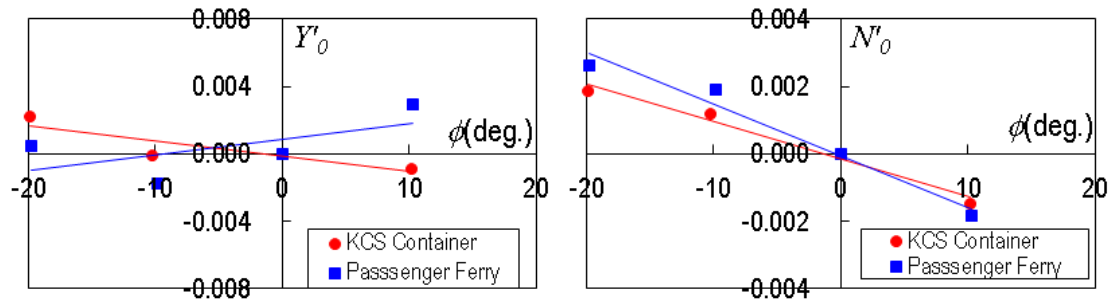 0.008
Y'0
0.004
ϕ(deg.)
0.000
-20
-10
0
10
20
-0.004
KCS Container
Passsenger Ferry
-0.008
0.004
N'0
0.002
ϕ(deg.)
0.000
-20
-10
0
10
20
-0.002
KCS Container
Passsenger Ferry
-0.004